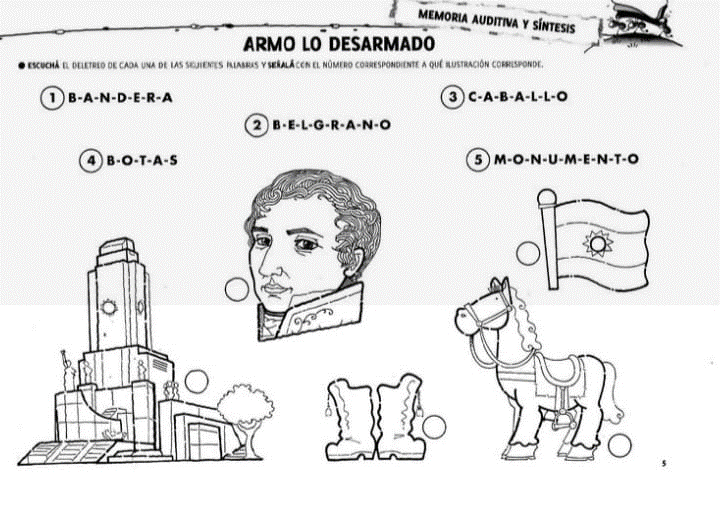 MEMORIA AUDITIVA Y SÍNTESIS
ARMO LO DESARMADO
● ESCUCHÁ EL DELETREO DE CADA UNA DE LAS SIGUIENTES PALABRAS Y SEÑALÁ CON EL NÚMERO CORRESPONDIENTE A QUÉ ILUSTRACIÓN CORRESPONDE.
1 B-A-N-D-E-R-A
3 C-A-B-A-L-L-O
2 B-E-L-G-R-A-N-O
4 B-O-T-A-S
5 M-O-N-U-M-E-N-T-O
5